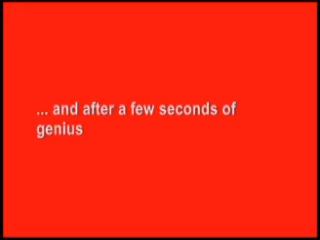 ... and after a few seconds of
genius